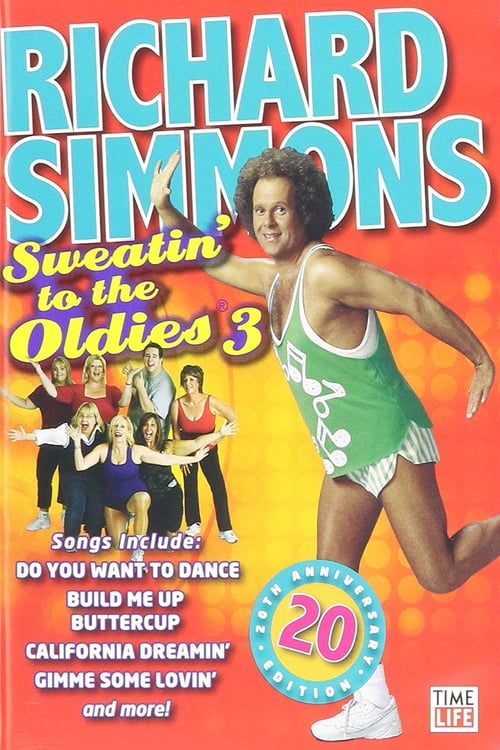 RICHARD
SIMMONS
Sweatin'
to the
Oldies® 3
Songs Include:
DO YOU WANT TO DANCE
BUILD ME UP
BUTTERCUP
CALIFORNIA DREAMIN'
GIMME SOME LOVIN'
and more!
20TH ANNIVERSARY
20
EDITION
TIME
LIFE